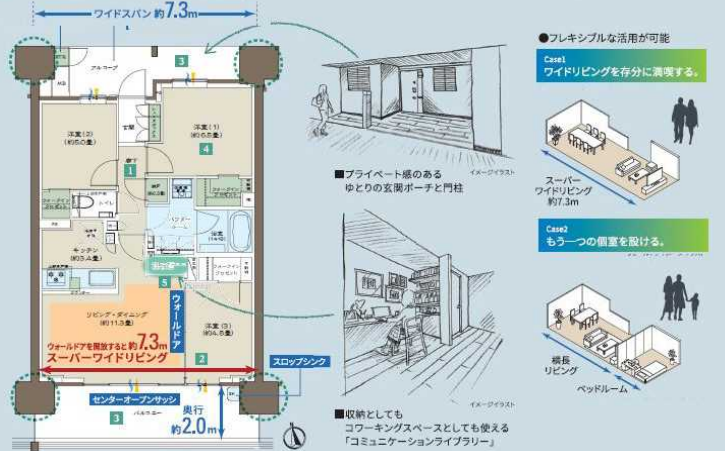 ワイドスパン 約7.3m
アルコーブ
MB
3
玄関
洋室(2)
(約5.0畳)
洋室(1)
(約6.5畳)
4
廊下
1
トイレ
パウダー
ルーム
浴室
キッチン
(約3.4畳)
5
ウォークイン
クロゼット
リビング・ダイニング
(約11.3畳)
ウォールドア
洋室(3)
(約4.5畳)
ウォールドアを開放すると約7.3m
スーパーワイドリビング
2
スロップシンク
センターオープンサッシ
3
バルコニー
奥行
約2.0m
■プライベート感のある
ゆとりの玄関ポーチと門柱
イメージイラスト
イメージイラスト
■収納としても
コワーキングスペースとしても使える
「コミュニケーションライブラリー」
●フレキシブルな活用が可能
Case1
ワイドリビングを存分に満喫する。
スーパー
ワイドリビング
約7.3m
Case2
もう一つの個室を設ける。
横長
リビング
ベッドルーム